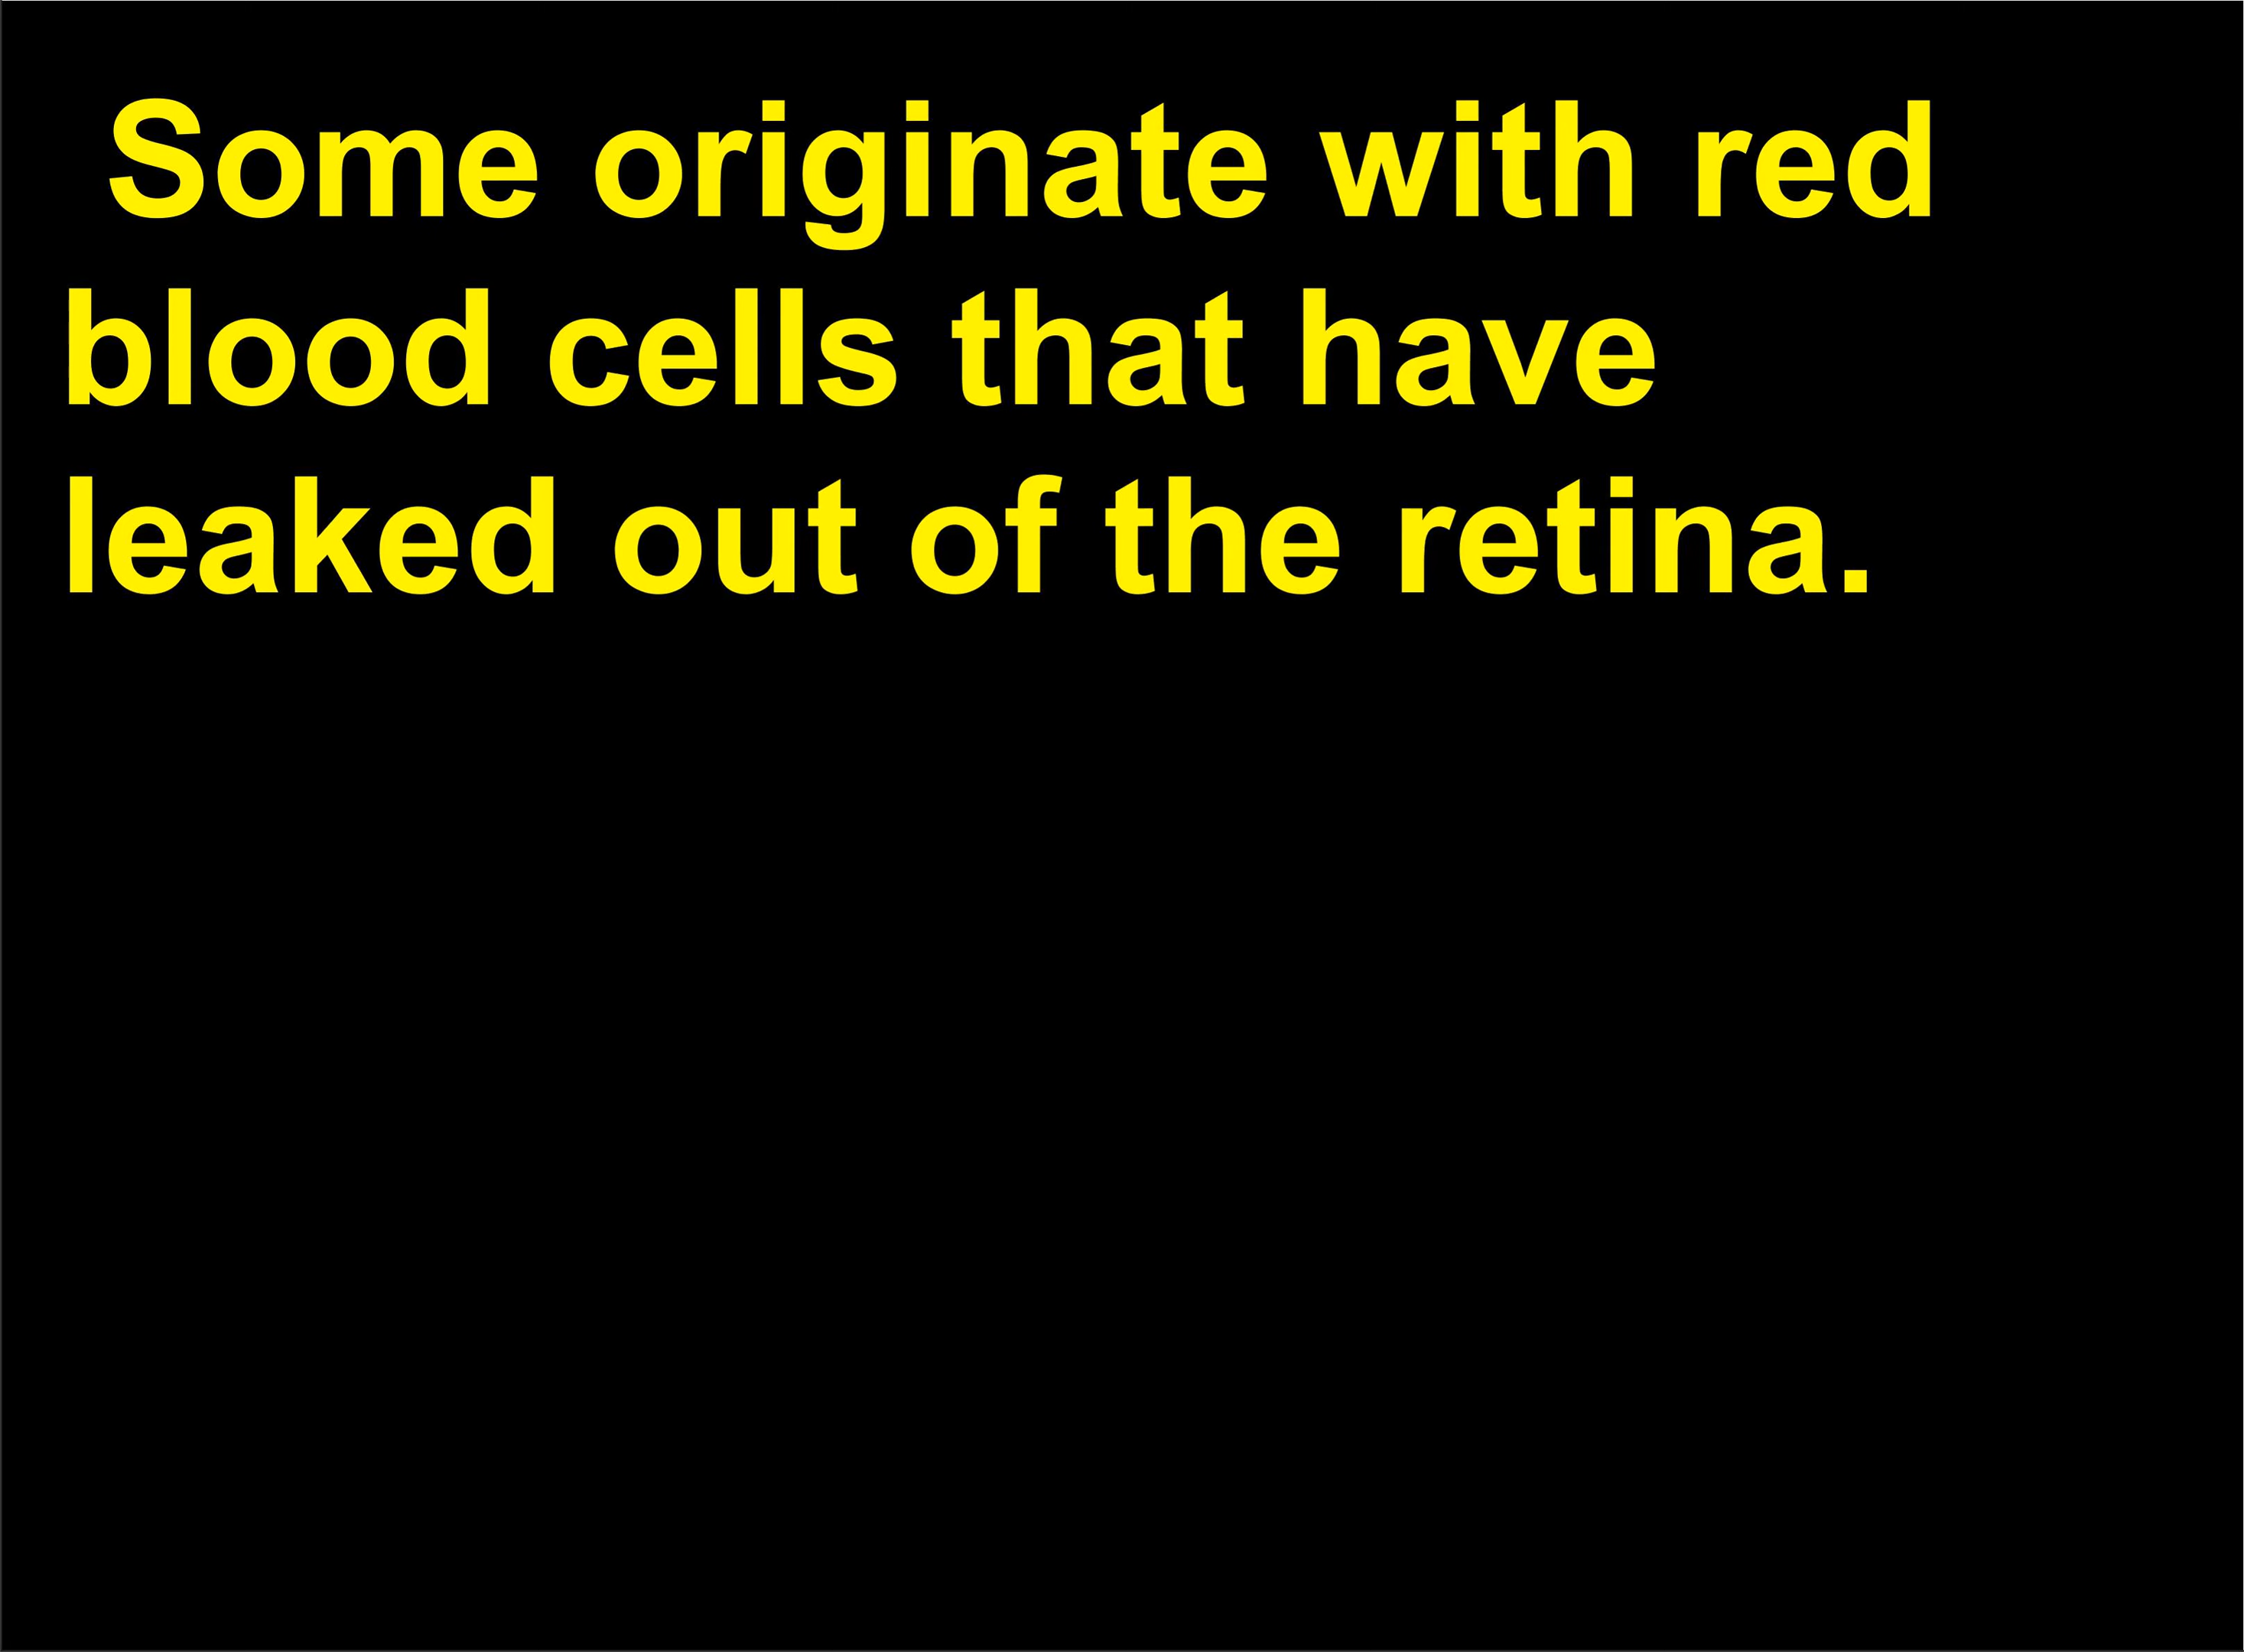 Some originate with red
blood cells that have
leaked out of the retina.